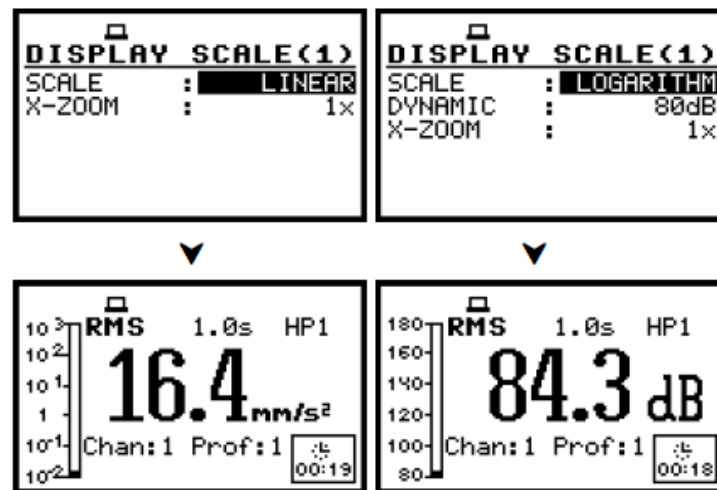 DISPLAY SCALE(1)
SCALE : LINEAR
X-ZOOM : 1x
DISPLAY SCALE(1)
SCALE : LOGARITHM
DYNAMIC : 80dB
X-ZOOM : 1x
10³ RMS 1.0s HP1
10²
10¹ 16.4 mm/s²
1
10⁻¹ Chan:1 Prof:1
10⁻² 00:19
180 RMS 1.0s HP1
160
140 84.3 dB
120
100 Chan:1 Prof:1
80 00:18